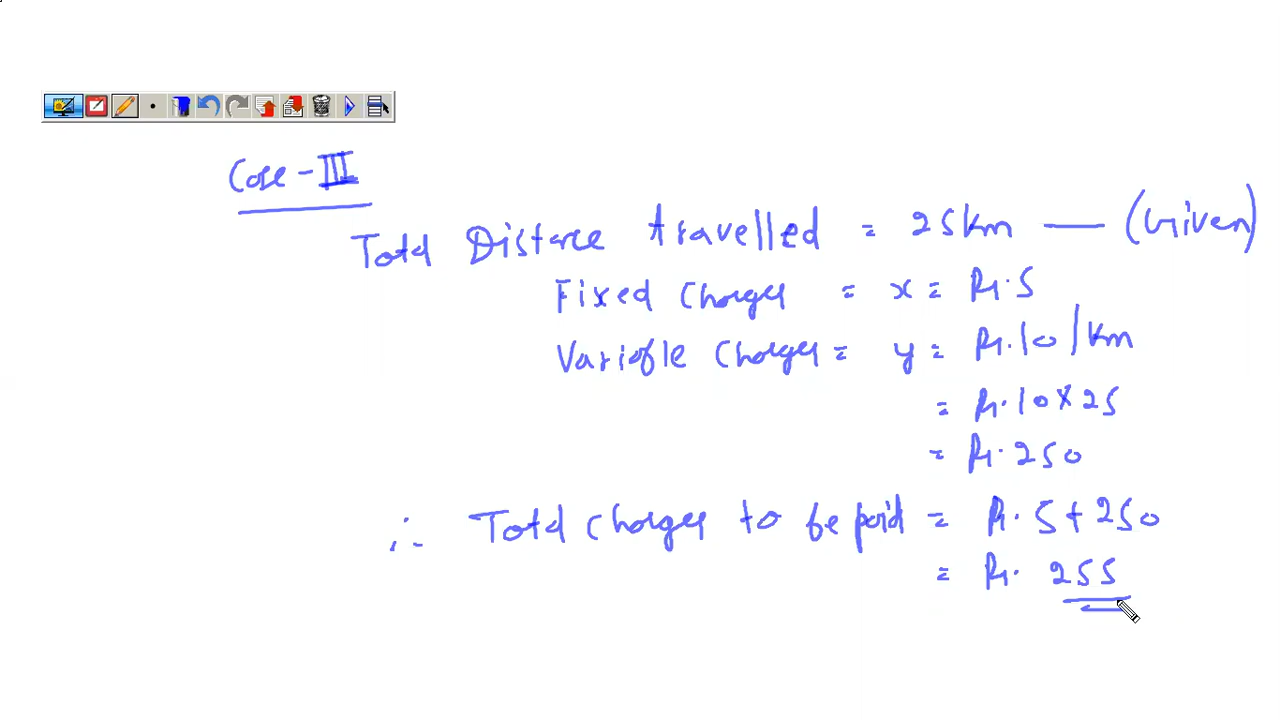 Case - III
Total Distance travelled = 25km — (Given)
Fixed Charges = x = Rs. 5
Variable Charges = y = Rs. 10 / km
= Rs. 10 x 25
= Rs. 250
∴ Total Charges to be paid = Rs. 5 + 250
= Rs. 255